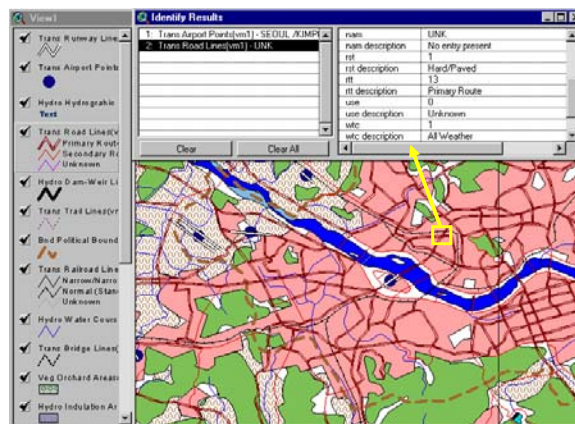 View1
Trans Runway Line
Trans Airport Points
Hydro Hydrograhic
Text
Trans Road Lines(v
Primary Rout
Secondary Ro
Unknown
Hydro Dam-Weir Li
Trans Trail Lines(vm
Bnd Political Bound
Trans Railroad Line
Narrow/Narro
Normal (Stan
Unknown
Hydro Water Cours
Trans Bridge Lines(
Veg Orchard Areas
Hydro Indulation Ar
Identify Results
1: Trans Airport Points(vm1) - SEOUL /KIMP
2: Trans Road Lines(vm1) - UNK
Clear
Clear All
nam UNK
nam description No entry present
rst 1
rst description Hard/Paved
rtt 13
rtt description Primary Route
use 0
use description Unknown
wtc 1
wtc description All Weather